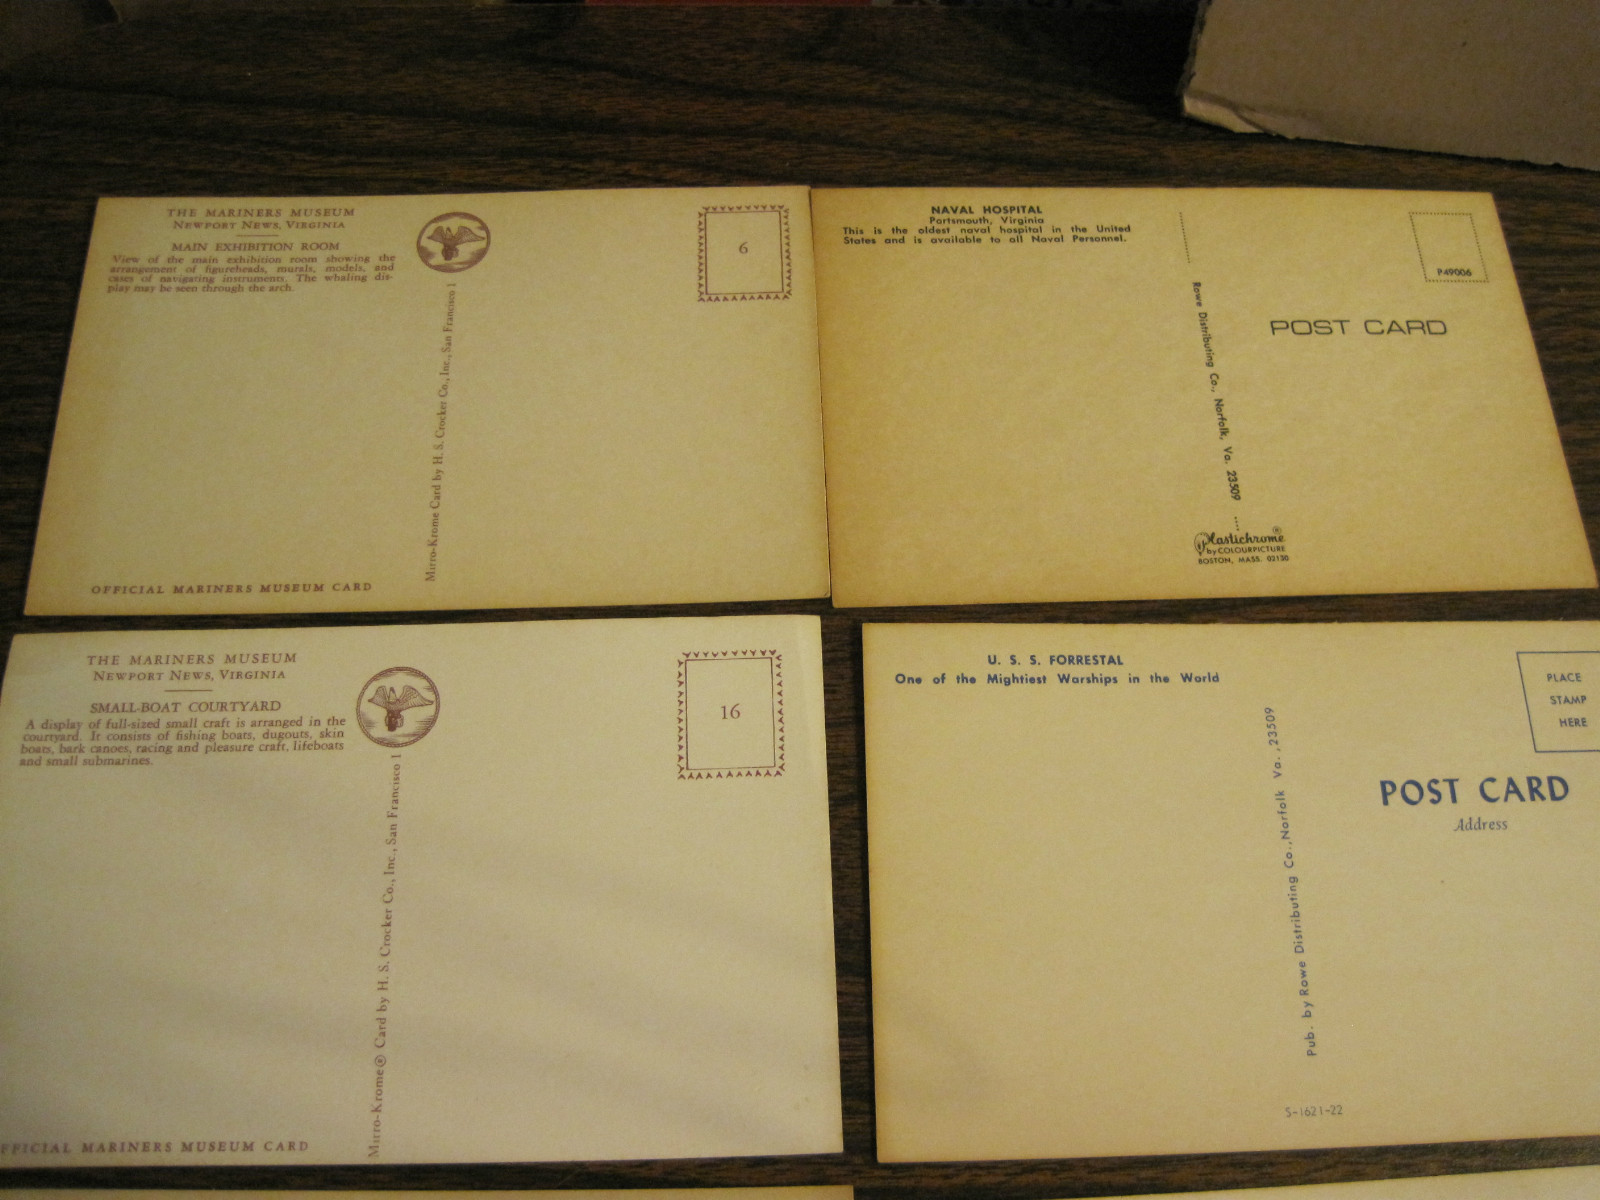 THE MARINERS MUSEUM
NEWPORT NEWS, VIRGINIA
MAIN EXHIBITION ROOM
View of the main exhibition room showing the
arrangement of figureheads, murals, models, and
cases of navigating instruments. The whaling dis-
play may be seen through the arch.
6
Mirro-Krome Card by H. S. Crocker Co., Inc., San Francisco 1
OFFICIAL MARINERS MUSEUM CARD
NAVAL HOSPITAL
Portsmouth, Virginia
This is the oldest naval hospital in the United
States and is available to all Naval Personnel.
P49006
POST CARD
Rowe Distributing Co., Norfolk, Va. 23509
Plastichrome®
by COLOURPICTURE
BOSTON, MASS. 02130
THE MARINERS MUSEUM
NEWPORT NEWS, VIRGINIA
SMALL-BOAT COURTYARD
A display of full-sized small craft is arranged in the
courtyard. It consists of fishing boats, dugouts, skin
boats, bark canoes, racing and pleasure craft, lifeboats
and small submarines.
16
Mirro-Krome® Card by H. S. Crocker Co., Inc., San Francisco 1
FFICIAL MARINERS MUSEUM CARD
U. S. S. FORRESTAL
One of the Mightiest Warships in the World
PLACE
STAMP
HERE
POST CARD
Address
Pub. by Rowe Distributing Co., Norfolk Va., 23509
S-1621-22